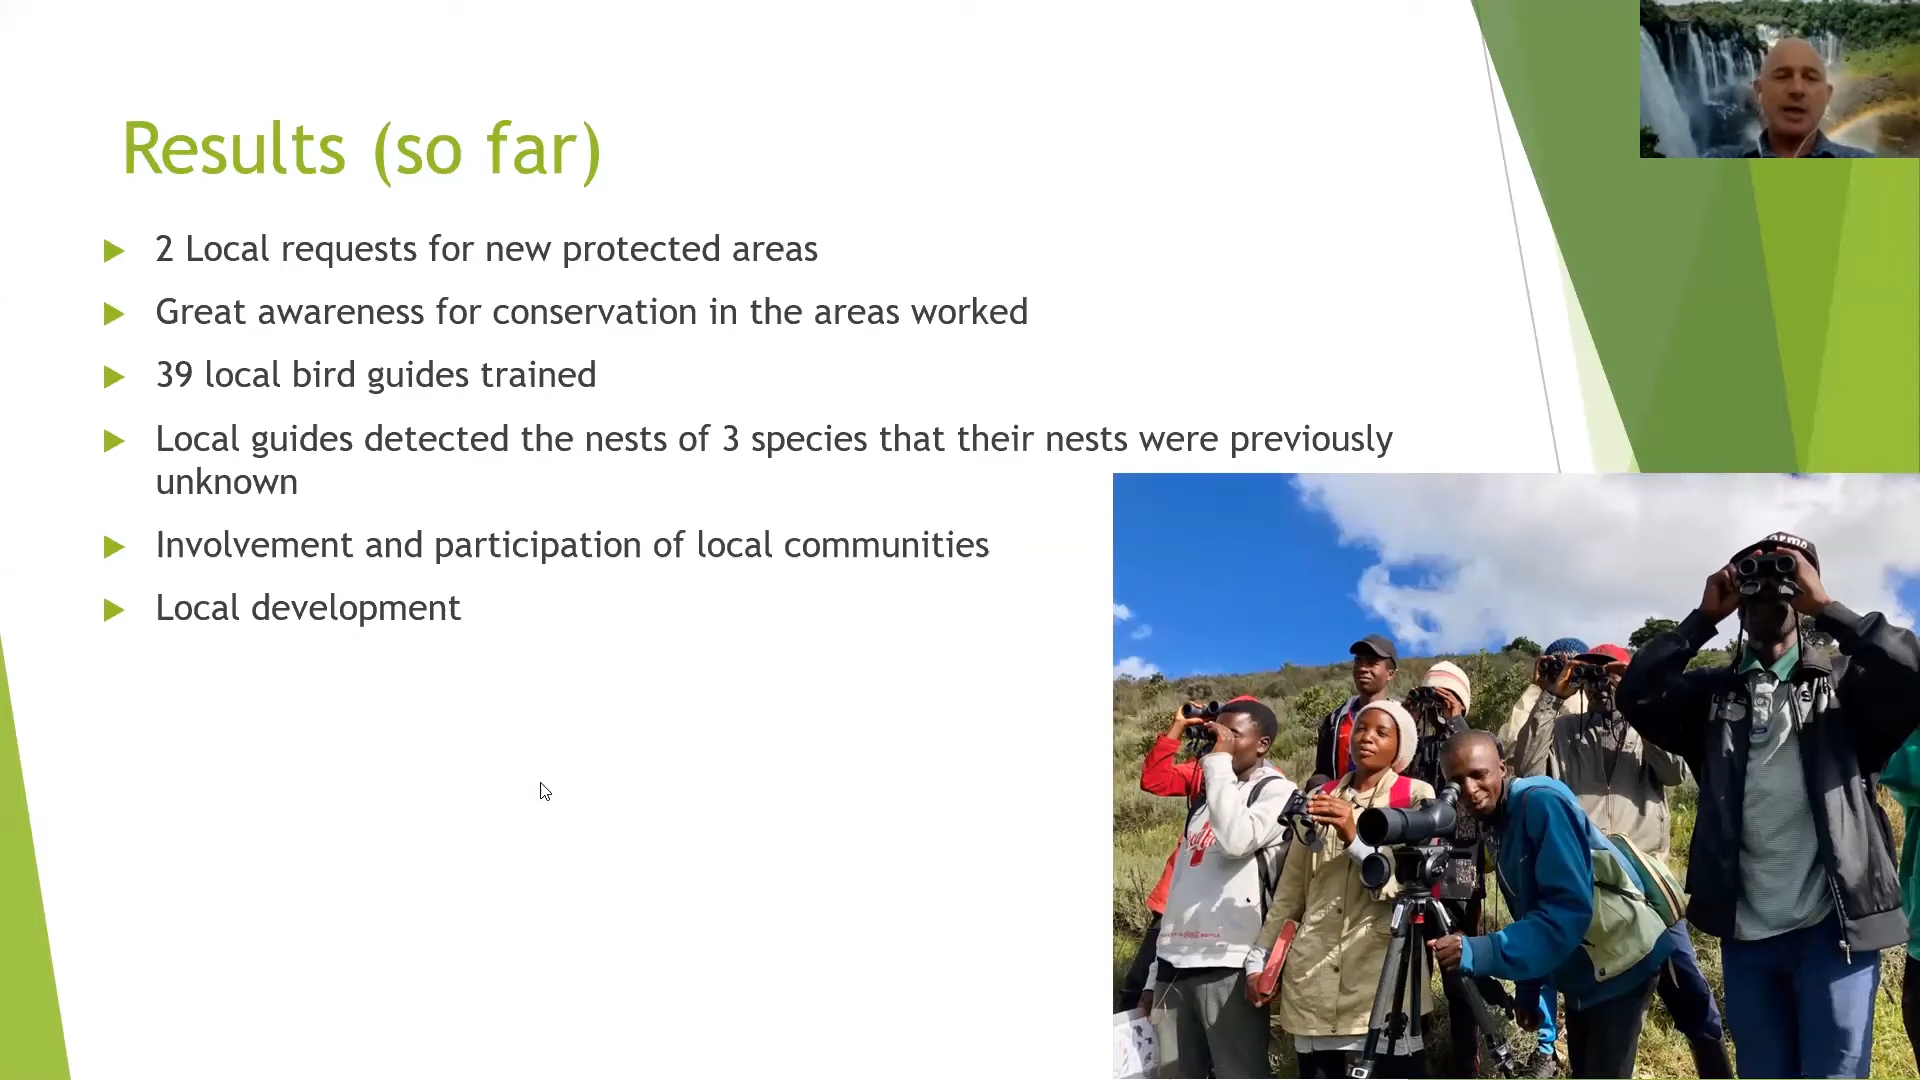 Results (so far)
2 Local requests for new protected areas
Great awareness for conservation in the areas worked
39 local bird guides trained
Local guides detected the nests of 3 species that their nests were previously
unknown
Involvement and participation of local communities
Local development